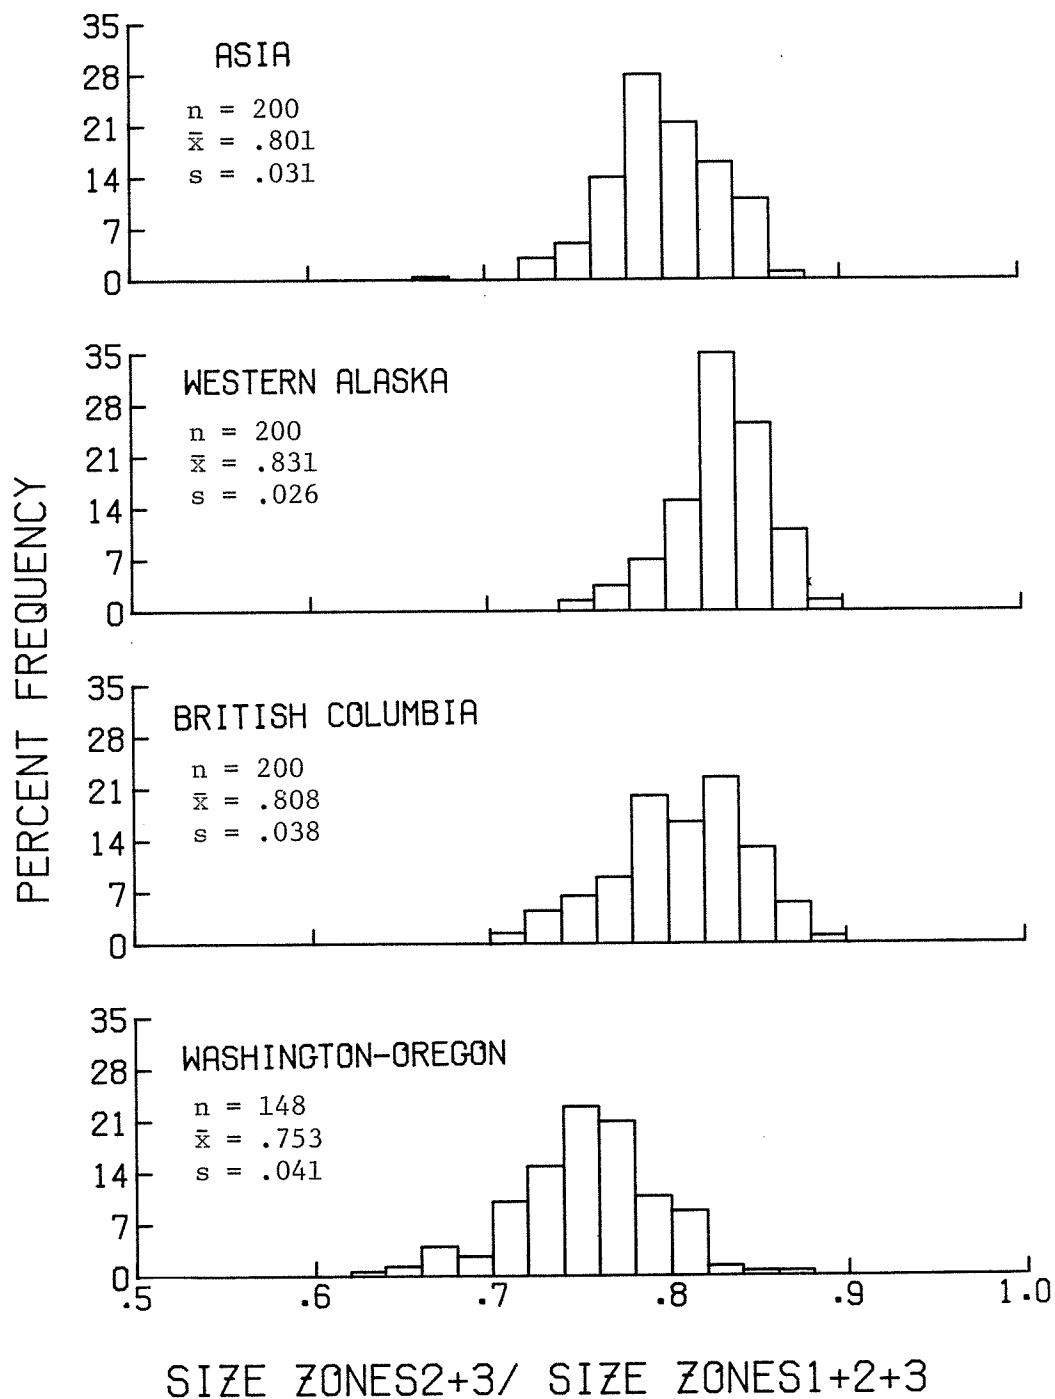 35
ASIA
28
n = 200
21
x̄ = .801
14
s = .031
7
0
35
WESTERN ALASKA
28
n = 200
21
x̄ = .831
14
s = .026
7
0
PERCENT FREQUENCY
35
BRITISH COLUMBIA
28
n = 200
21
x̄ = .808
14
s = .038
7
0
35
WASHINGTON-OREGON
28
n = 148
21
x̄ = .753
14
s = .041
7
0
.5 .6 .7 .8 .9 1.0
SIZE ZONES2+3/ SIZE ZONES1+2+3